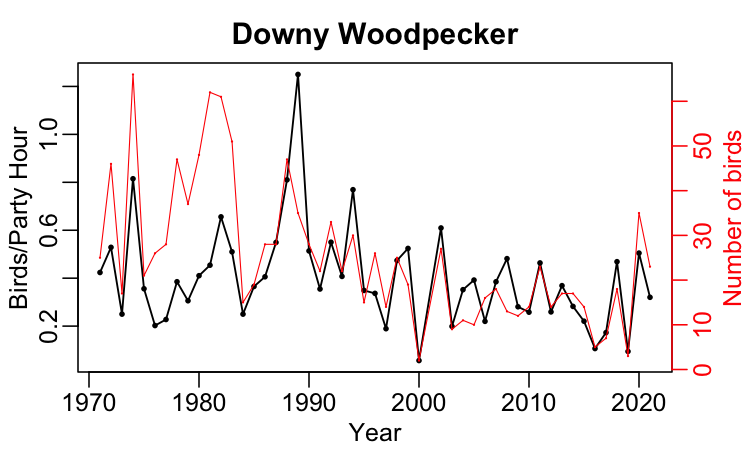 Downy Woodpecker
Birds/Party Hour
0.2 0.6 1.0
1970 1980 1990 2000 2010 2020
Year
0 10 30 50
Number of birds